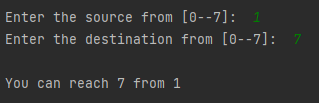 Enter the source from [0--7]: 1
Enter the destination from [0--7]: 7
You can reach 7 from 1